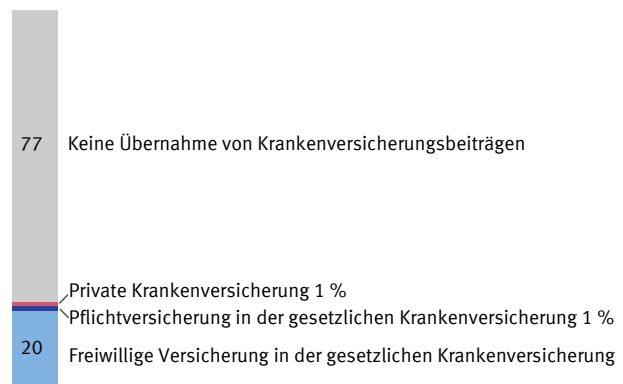 77 Keine Übernahme von Krankenversicherungsbeiträgen
Private Krankenversicherung 1 %
Pflichtversicherung in der gesetzlichen Krankenversicherung 1 %
20 Freiwillige Versicherung in der gesetzlichen Krankenversicherung